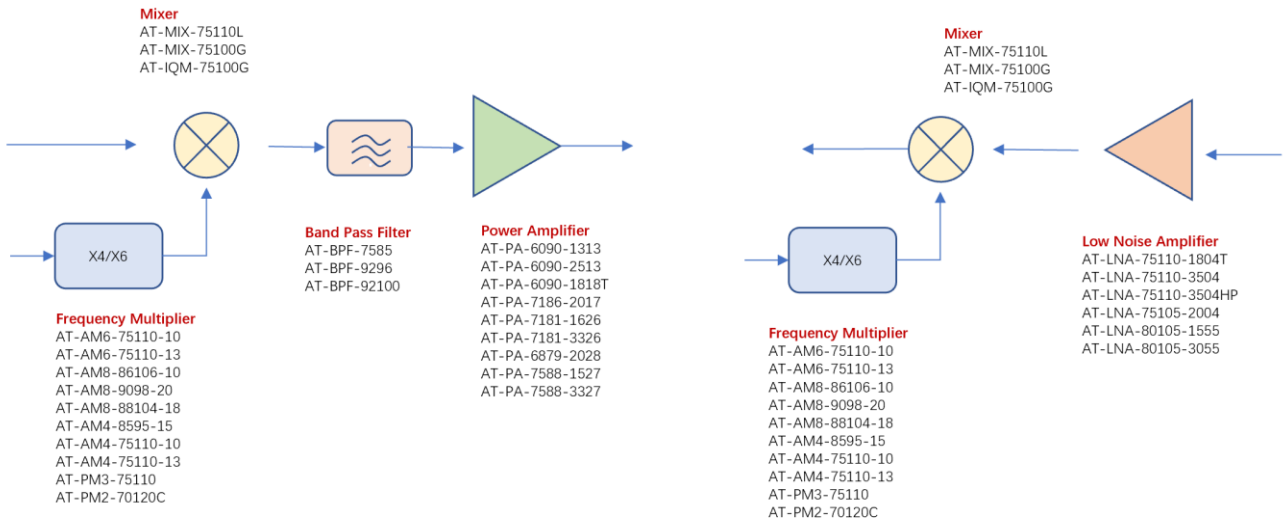 Mixer
AT-MIX-75110L
AT-MIX-75100G
AT-IQM-75100G
X4/X6
Frequency Multiplier
AT-AM6-75110-10
AT-AM6-75110-13
AT-AM8-86106-10
AT-AM8-9098-20
AT-AM8-88104-18
AT-AM4-8595-15
AT-AM4-75110-10
AT-AM4-75110-13
AT-PM3-75110
AT-PM2-70120C
Band Pass Filter
AT-BPF-7585
AT-BPF-9296
AT-BPF-92100
Power Amplifier
AT-PA-6090-1313
AT-PA-6090-2513
AT-PA-6090-1818T
AT-PA-7186-2017
AT-PA-7181-1626
AT-PA-7181-3326
AT-PA-6879-2028
AT-PA-7588-1527
AT-PA-7588-3327
Mixer
AT-MIX-75110L
AT-MIX-75100G
AT-IQM-75100G
X4/X6
Frequency Multiplier
AT-AM6-75110-10
AT-AM6-75110-13
AT-AM8-86106-10
AT-AM8-9098-20
AT-AM8-88104-18
AT-AM4-8595-15
AT-AM4-75110-10
AT-AM4-75110-13
AT-PM3-75110
AT-PM2-70120C
Low Noise Amplifier
AT-LNA-75110-1804T
AT-LNA-75110-3504
AT-LNA-75110-3504HP
AT-LNA-75105-2004
AT-LNA-80105-1555
AT-LNA-80105-3055